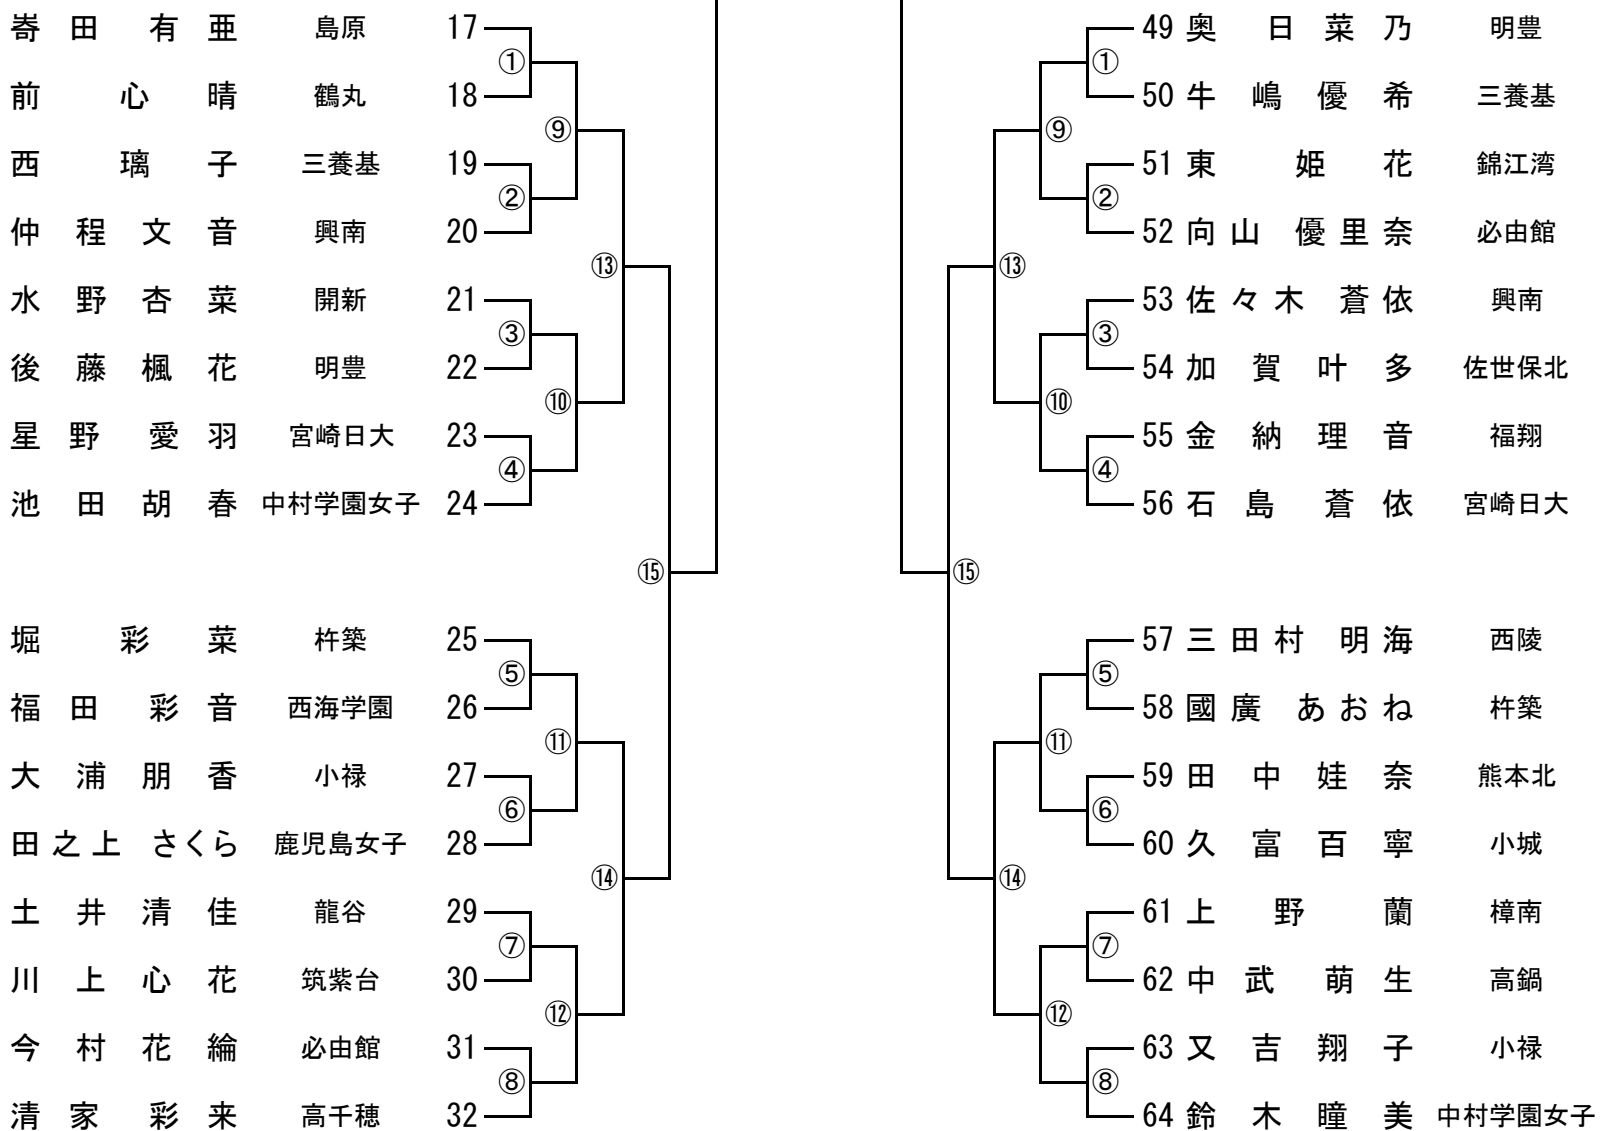 嵜田 有亜 島原 17 49 奥 日菜乃 明豊
① ①
前 心晴 鶴丸 18 50 牛嶋優希 三養基
⑨ ⑨
西 璃子 三養基 19 51 東 姫花 錦江湾
② ②
仲程文音 興南 20 52 向山 優里奈 必由館
⑬ ⑬
水野杏菜 開新 21 53 佐々木 蒼依 興南
③ ③
後藤楓花 明豊 22 54 加賀叶多 佐世保北
⑩ ⑩
星野 愛羽 宮崎日大 23 55 金納理音 福翔
④ ④
池田胡春 中村学園女子 24 56 石島 蒼依 宮崎日大
⑮ ⑮
堀 彩菜 杵築 25 57 三田村 明海 西陵
⑤ ⑤
福田 彩音 西海学園 26 58 國廣 あおね 杵築
⑪ ⑪
大浦朋香 小禄 27 59 田中娃奈 熊本北
⑥ ⑥
田之上 さくら 鹿児島女子 28 60 久富百寧 小城
⑭ ⑭
土井清佳 龍谷 29 61 上野 蘭 樟南
⑦ ⑦
川上心花 筑紫台 30 62 中武 萌生 高鍋
⑫ ⑫
今村花綸 必由館 31 63 又吉翔子 小禄
⑧ ⑧
清家 彩来 高千穂 32 64 鈴木瞳美 中村学園女子